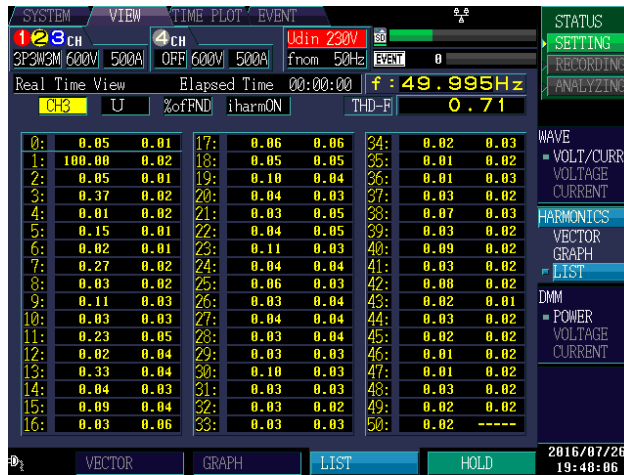 SYSTEM VIEW TIME PLOT EVENT
1 2 3 CH 4 CH Udin 230V SD
3P3W3M 600V 500A OFF 600V 500A fnom 50Hz EVENT 0
Real Time View Elapsed Time 00:00:00 f:49.995Hz
CH3 U %ofFND iharmON THD-F 0.71
0: 0.05 0.01 17: 0.06 0.06 34: 0.02 0.03
1: 100.00 0.02 18: 0.05 0.05 35: 0.01 0.02
2: 0.05 0.01 19: 0.10 0.04 36: 0.01 0.03
3: 0.37 0.02 20: 0.04 0.03 37: 0.03 0.02
4: 0.01 0.02 21: 0.03 0.05 38: 0.07 0.03
5: 0.15 0.01 22: 0.04 0.05 39: 0.03 0.02
6: 0.02 0.01 23: 0.11 0.03 40: 0.09 0.02
7: 0.27 0.02 24: 0.04 0.04 41: 0.03 0.02
8: 0.03 0.02 25: 0.06 0.03 42: 0.08 0.02
9: 0.11 0.03 26: 0.03 0.04 43: 0.02 0.01
10: 0.03 0.03 27: 0.04 0.04 44: 0.03 0.02
11: 0.23 0.05 28: 0.03 0.04 45: 0.02 0.02
12: 0.02 0.04 29: 0.03 0.03 46: 0.01 0.02
13: 0.33 0.04 30: 0.10 0.03 47: 0.01 0.02
14: 0.04 0.03 31: 0.03 0.03 48: 0.03 0.02
15: 0.09 0.04 32: 0.03 0.02 49: 0.02 0.02
16: 0.03 0.06 33: 0.03 0.03 50: 0.02 -----
VECTOR GRAPH LIST HOLD
STATUS
SETTING
RECORDING
ANALYZING
WAVE
VOLT/CURR
VOLTAGE
CURRENT
HARMONICS
VECTOR
GRAPH
LIST
DMM
POWER
VOLTAGE
CURRENT
2016/07/26
19:48:06